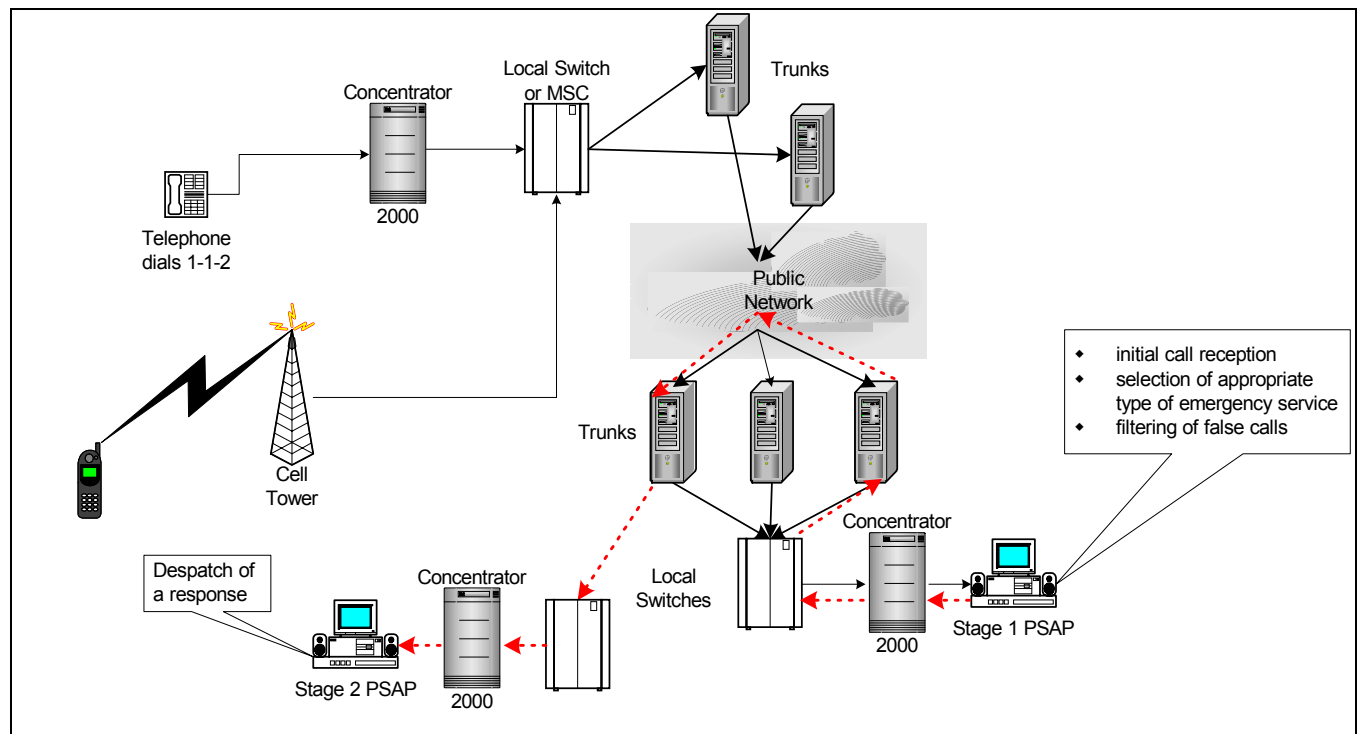 Trunks
Local Switch
or MSC
Concentrator
2000
Telephone
dials 1-1-2
Public
Network
Cell
Tower
Trunks
initial call reception
selection of appropriate
type of emergency service
filtering of false calls
Concentrator
2000
Local
Switches
Stage 1 PSAP
Despatch of
a response
Concentrator
2000
Stage 2 PSAP